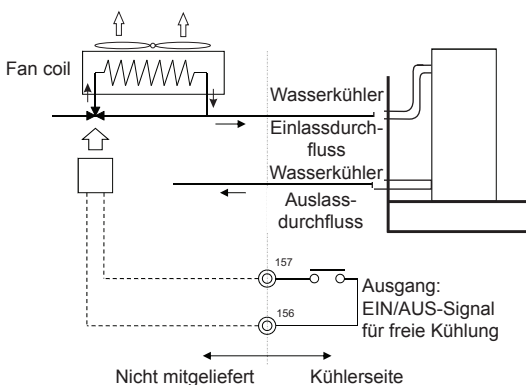 Fan coil
Wasserkühler
Einlassdurch-
fluss
Wasserkühler
Auslass-
durchfluss
157
156
Ausgang:
EIN/AUS-Signal
für freie Kühlung
Nicht mitgeliefert
Kühlerseite